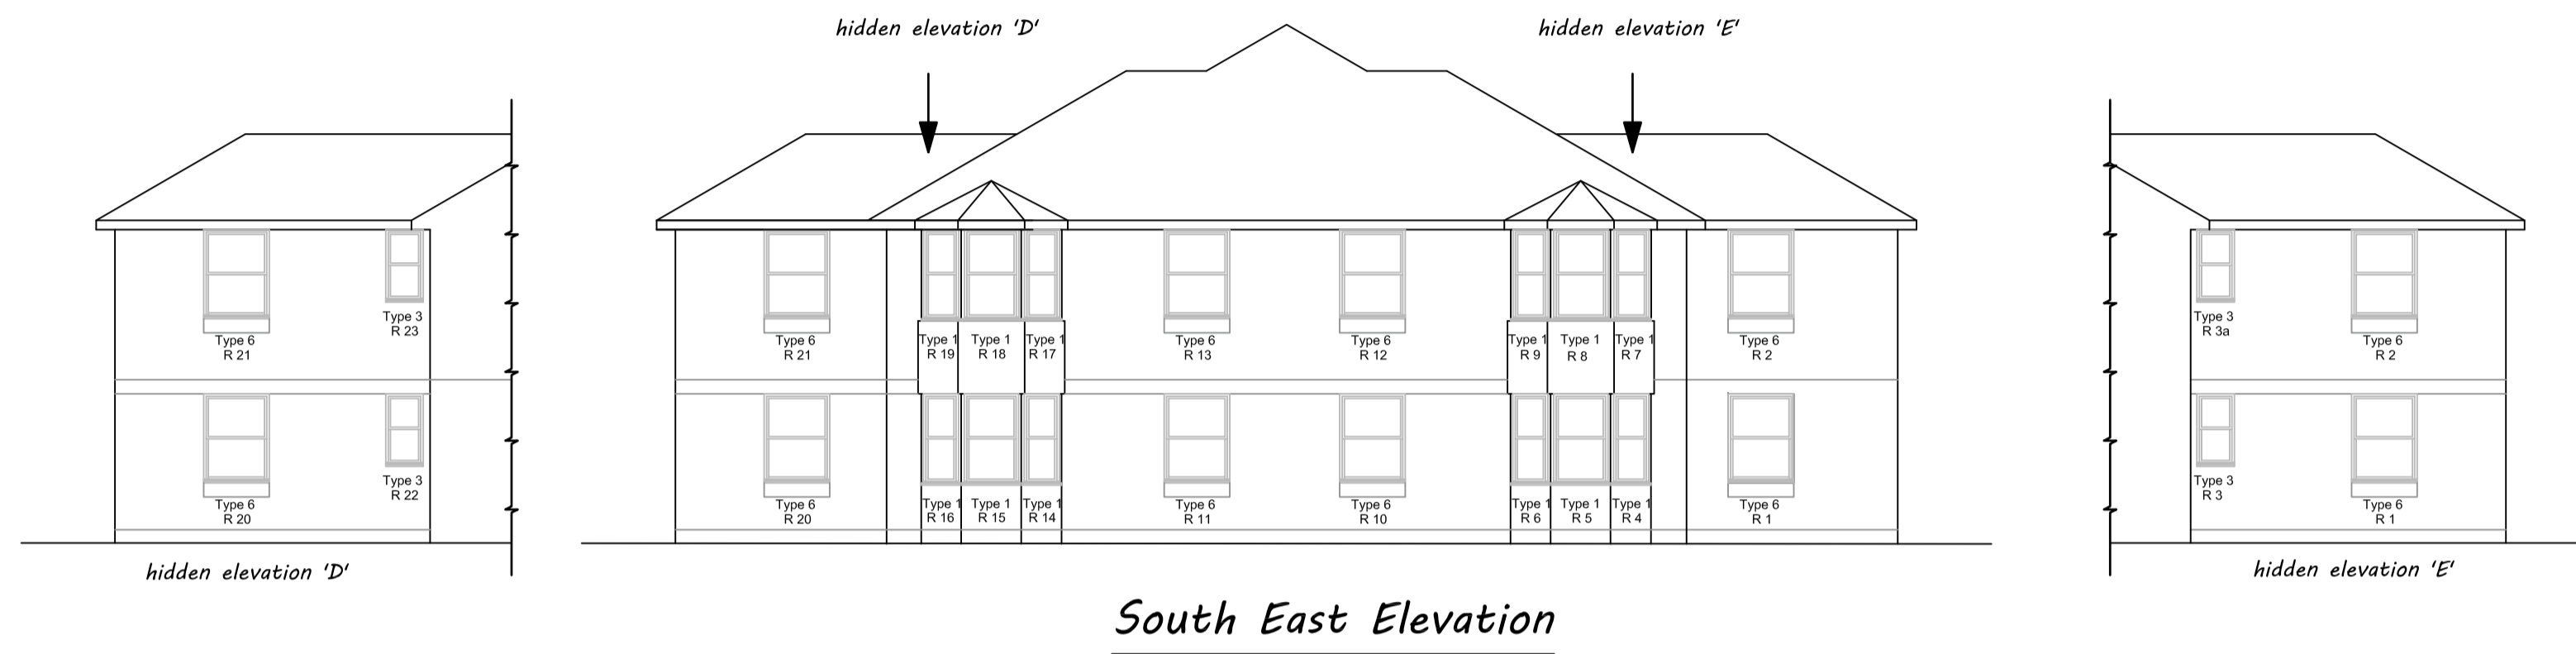 hidden elevation 'D'
hidden elevation 'E'
Type 3
R 23
Type 6
R 21
Type 3
R 22
Type 6
R 20
hidden elevation 'D'
Type 6
R 21
Type 1
R 19
Type 1
R 18
Type 1
R 17
Type 6
R 13
Type 6
R 12
Type 1
R 9
Type 1
R 8
Type 1
R 7
Type 6
R 2
Type 6
R 20
Type 1
R 16
Type 1
R 15
Type 1
R 14
Type 6
R 11
Type 6
R 10
Type 1
R 6
Type 1
R 5
Type 1
R 4
Type 6
R 1
South East Elevation
Type 3
R 3a
Type 6
R 2
Type 3
R 3
Type 6
R 1
hidden elevation 'E'